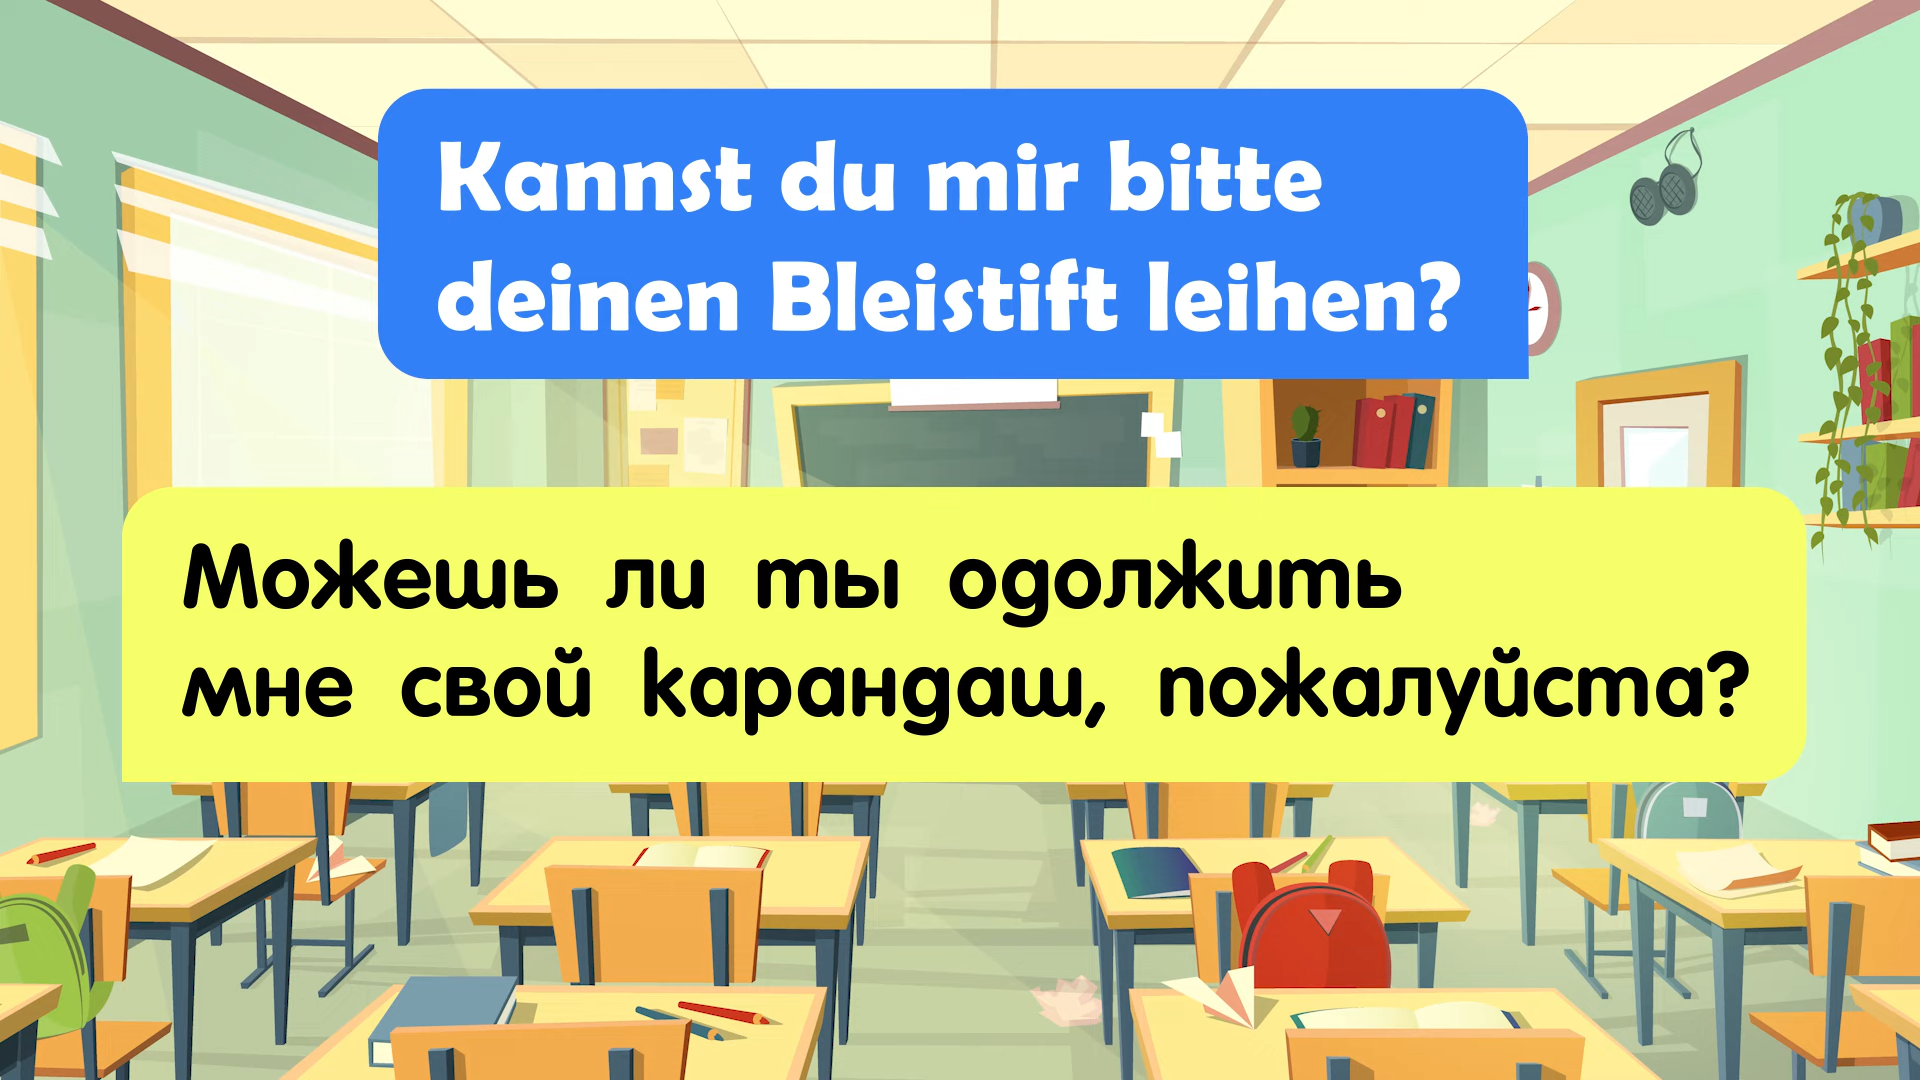 Kannst du mir bitte
deinen Bleistift leihen?
Можешь ли ты одолжить
мне свой карандаш, пожалуйста?